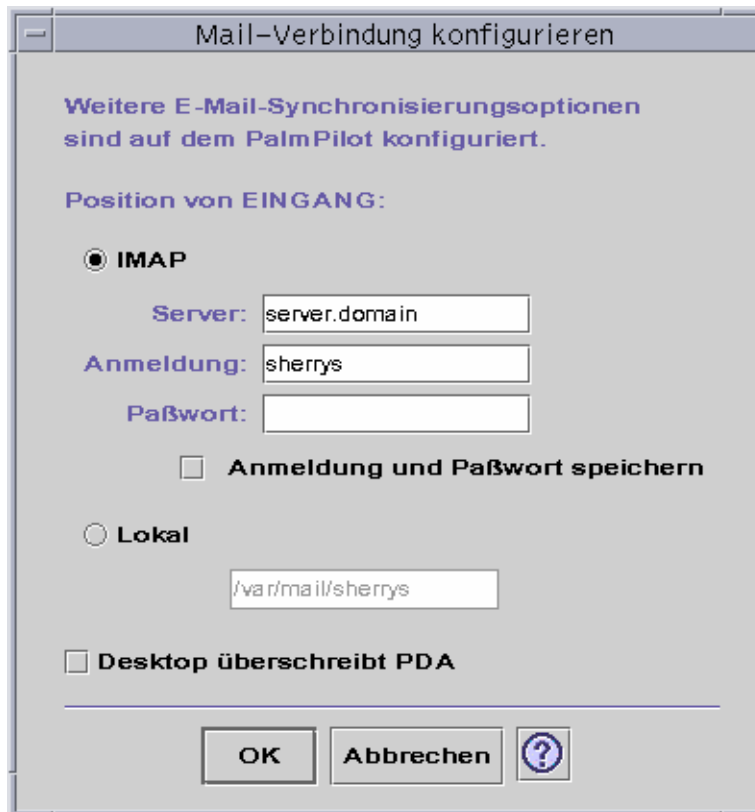 Mail-Verbindung konfigurieren
Weitere E-Mail-Synchronisierungsoptionen
sind auf dem PalmPilot konfiguriert.
Position von EINGANG:
IMAP
Server: server.domain
Anmeldung: sherrys
Paßwort:
Anmeldung und Paßwort speichern
Lokal
/var/mail/sherrys
Desktop überschreibt PDA
OK Abbrechen ?